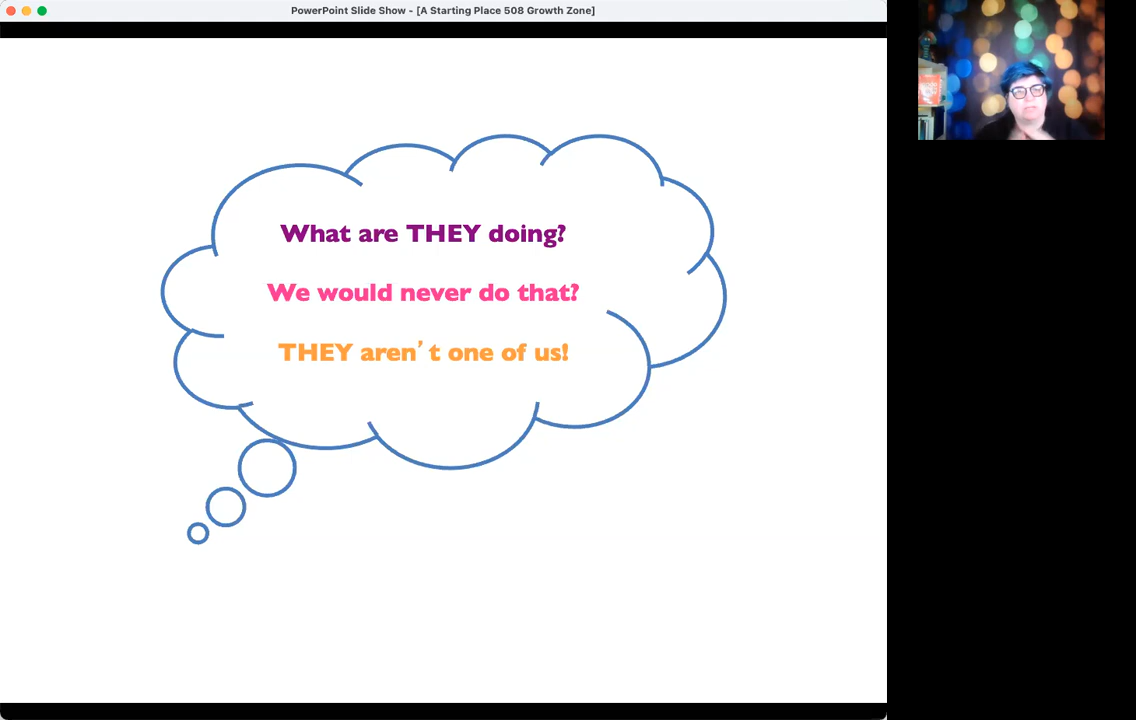 PowerPoint Slide Show - [A Starting Place 508 Growth Zone]
What are THEY doing?
We would never do that?
THEY aren’t one of us!